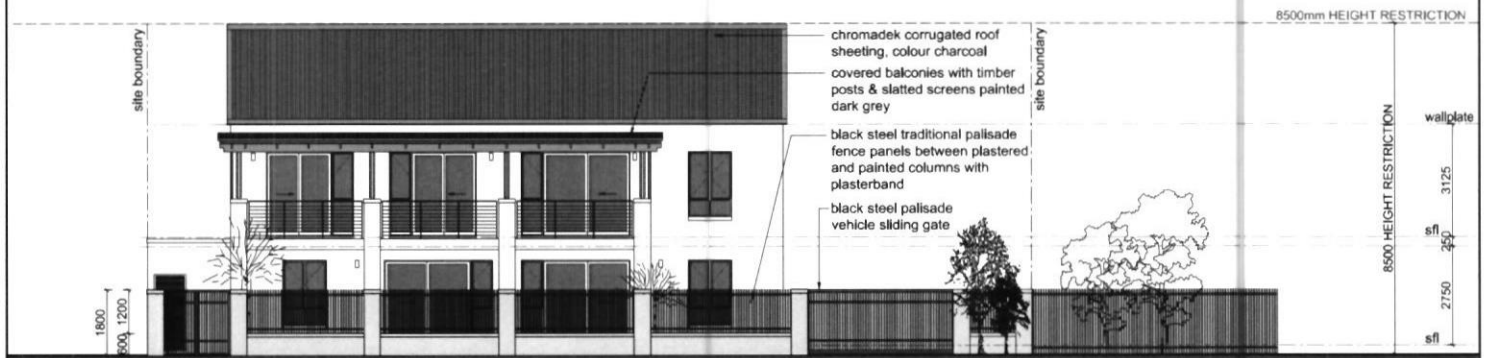 8500mm HEIGHT RESTRICTION
site boundary
chromadek corrugated roof
sheeting, colour charcoal
covered balconies with timber
posts & slatted screens painted
dark grey
black steel traditional palisade
fence panels between plastered
and painted columns with
plasterband
black steel palisade
vehicle sliding gate
site boundary
8500 HEIGHT RESTRICTION
wallplate
3125
sfl
250
2750
sfl
1800
1200
600